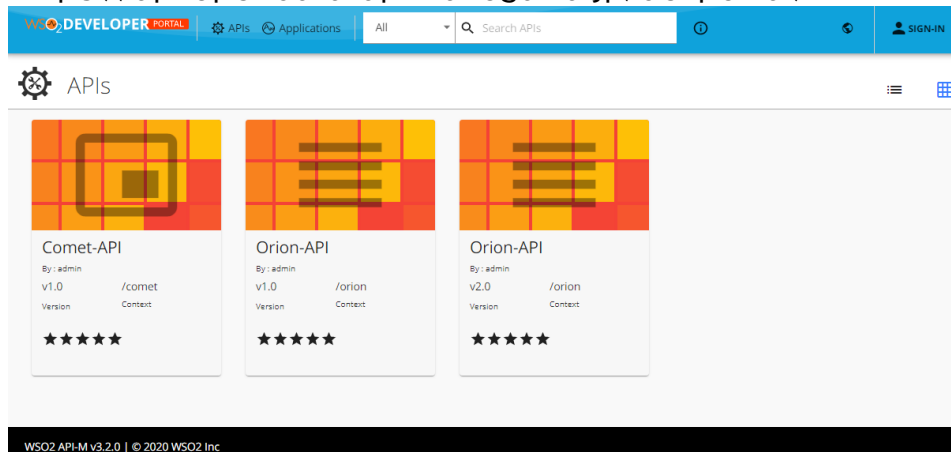 WSO2 DEVELOPER PORTAL APIs Applications All Search APIs SIGN-IN
APIs
Comet-API
By : admin
v1.0 /comet
Version Context
Orion-API
By : admin
v1.0 /orion
Version Context
Orion-API
By : admin
v2.0 /orion
Version Context
WSO2 API-M v3.2.0 | © 2020 WSO2 Inc